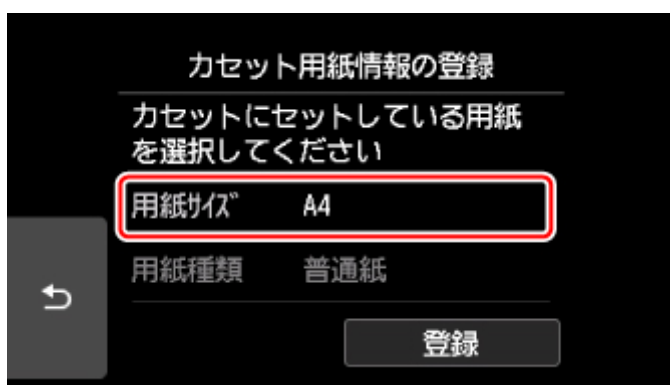 カセット用紙情報の登録
カセットにセットしている用紙
を選択してください
用紙ｻｲｽﾞ A4
用紙種類 普通紙
登録